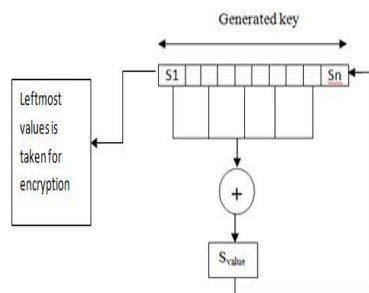 Generated key
S1 Sn
Leftmost
values is
taken for
encryption
+
Svalue